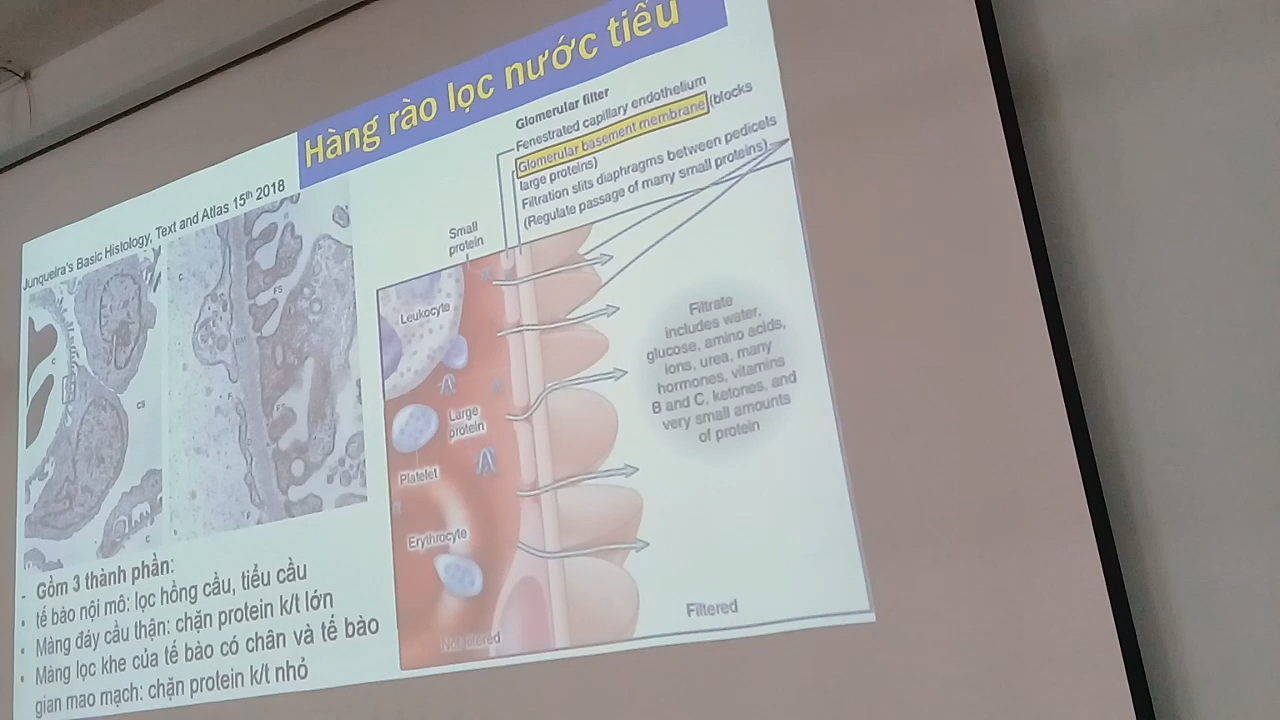 Hàng rào lọc nước tiểu
Junqueira's Basic Histology, Text and Atlas 15th 2018
Glomerular filter
Fenestrated capillary endothelium
Glomerular basement membrane (blocks
large proteins)
Filtration slits diaphragms between pedicels
(Regulate passage of many small proteins)
Small
protein
Leukocyte
Large
protein
Platelet
Erythrocyte
Not filtered
Filtrate
includes water,
glucose, amino acids,
ions, urea, many
hormones, vitamins
B and C, ketones, and
very small amounts
of protein
Filtered
C
CS
C
C
FS
BM
F
- Gồm 3 thành phần:
• tế bào nội mô: lọc hồng cầu, tiểu cầu
• Màng đáy cầu thận: chặn protein k/t lớn
• Màng lọc khe của tế bào có chân và tế bào
gian mao mạch: chặn protein k/t nhỏ